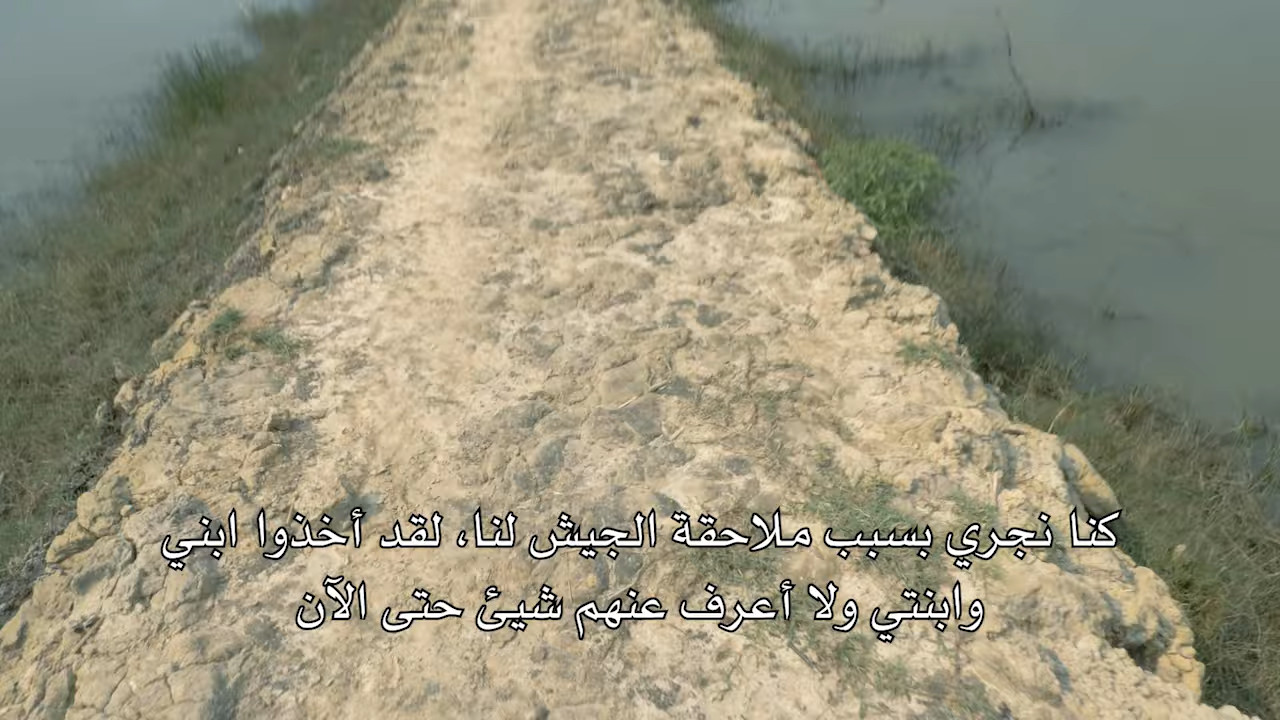 كنا نجري بسبب ملاحقة الجيش لنا، لقد أخذوا ابني
وابنتي ولا أعرف عنهم شيئ حتى الآن